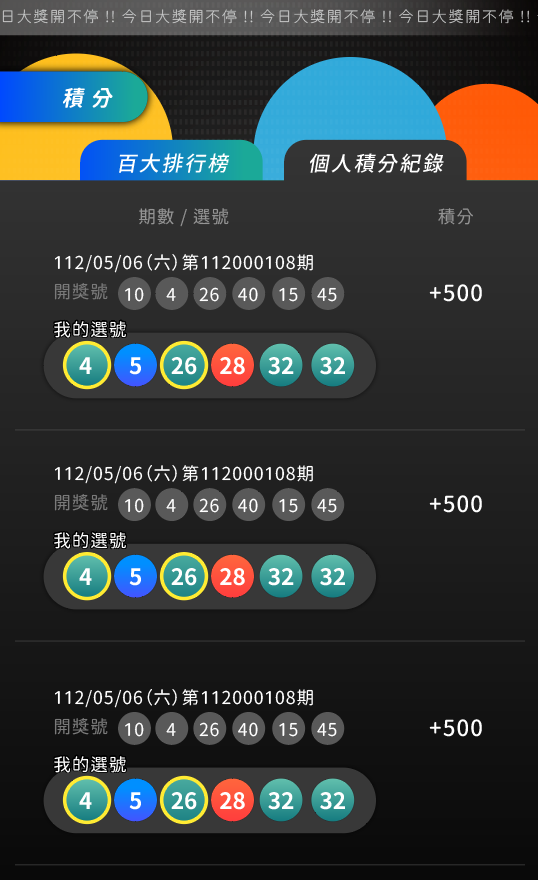 日大獎開不停 !! 今日大獎開不停 !! 今日大獎開不停 !! 今日大獎開不停 !!
積分
百大排行榜 個人積分紀錄
期數 / 選號 積分
112/05/06(六)第112000108期
開獎號 10 4 26 40 15 45 +500
我的選號
4 5 26 28 32 32
112/05/06(六)第112000108期
開獎號 10 4 26 40 15 45 +500
我的選號
4 5 26 28 32 32
112/05/06(六)第112000108期
開獎號 10 4 26 40 15 45 +500
我的選號
4 5 26 28 32 32